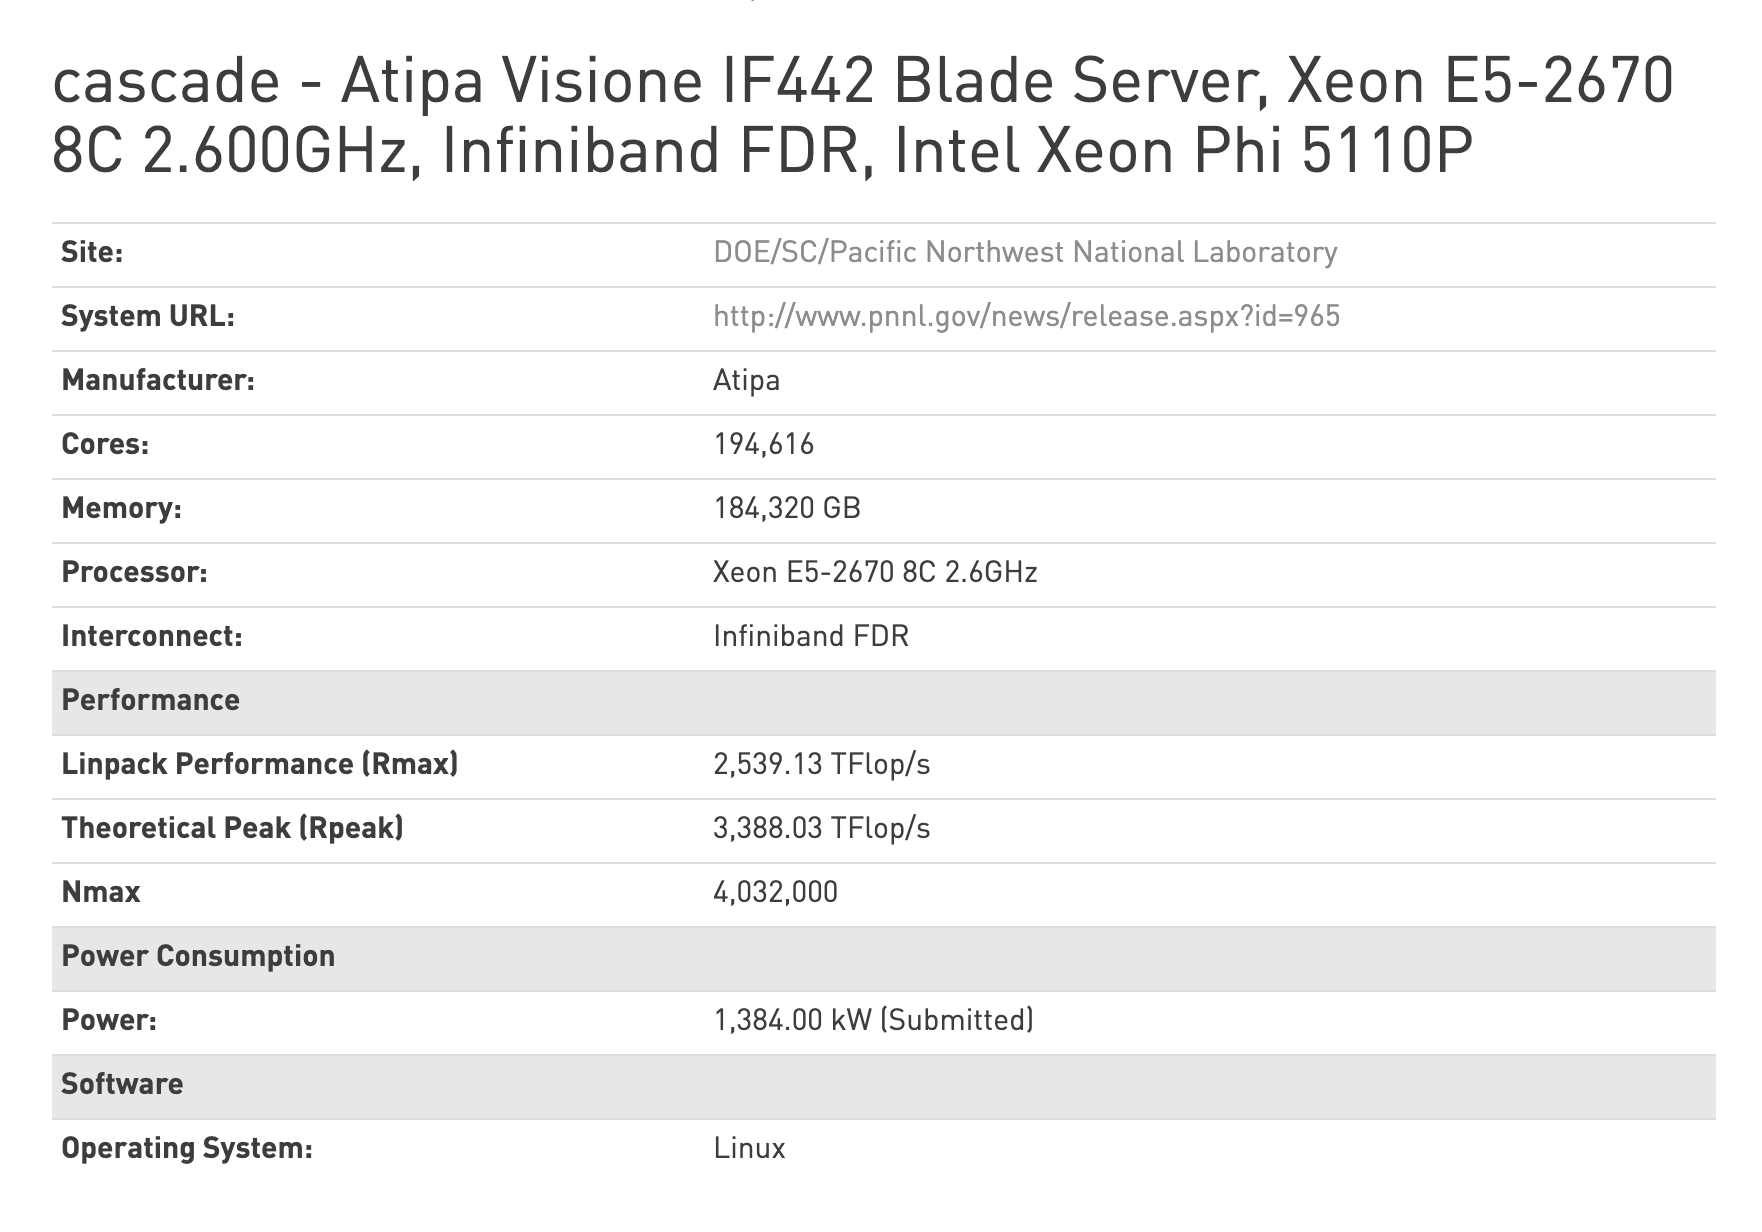 cascade - Atipa Visione IF442 Blade Server, Xeon E5-2670
8C 2.600GHz, Infiniband FDR, Intel Xeon Phi 5110P
Site: DOE/SC/Pacific Northwest National Laboratory
System URL: http://www.pnnl.gov/news/release.aspx?id=965
Manufacturer: Atipa
Cores: 194,616
Memory: 184,320 GB
Processor: Xeon E5-2670 8C 2.6GHz
Interconnect: Infiniband FDR
Performance
Linpack Performance (Rmax) 2,539.13 TFlop/s
Theoretical Peak (Rpeak) 3,388.03 TFlop/s
Nmax 4,032,000
Power Consumption
Power: 1,384.00 kW (Submitted)
Software
Operating System: Linux